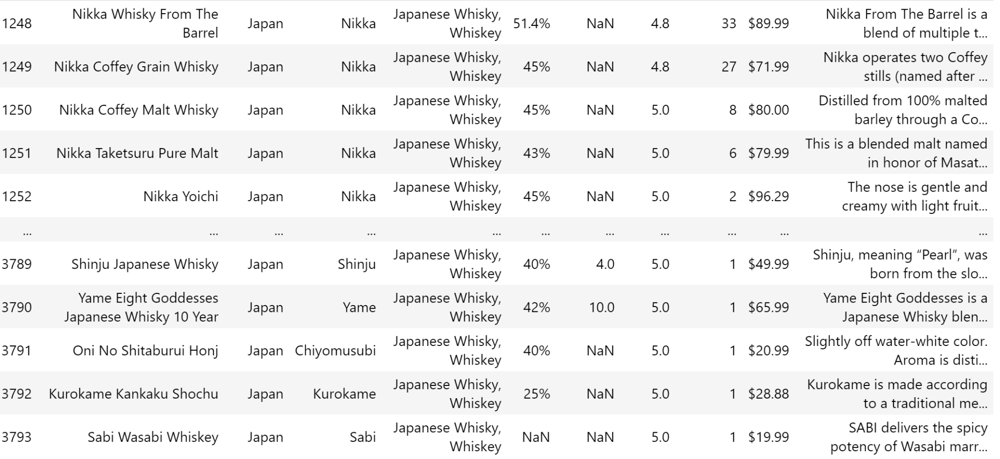 1248 Nikka Whisky From The Barrel Japan Nikka Japanese Whisky, Whiskey 51.4% NaN 4.8 33 $89.99 Nikka From The Barrel is a blend of multiple t...
1249 Nikka Coffey Grain Whisky Japan Nikka Japanese Whisky, Whiskey 45% NaN 4.8 27 $71.99 Nikka operates two Coffey stills (named after ...
1250 Nikka Coffey Malt Whisky Japan Nikka Japanese Whisky, Whiskey 45% NaN 5.0 8 $80.00 Distilled from 100% malted barley through a Co...
1251 Nikka Taketsuru Pure Malt Japan Nikka Japanese Whisky, Whiskey 43% NaN 5.0 6 $79.99 This is a blended malt named in honor of Masat...
1252 Nikka Yoichi Japan Nikka Japanese Whisky, Whiskey 45% NaN 5.0 2 $96.29 The nose is gentle and creamy with light fruit...
... ... ... ... ... ... ... ... ... ... ...
3789 Shinju Japanese Whisky Japan Shinju Japanese Whisky, Whiskey 40% 4.0 5.0 1 $49.99 Shinju, meaning “Pearl”, was born from the slo...
3790 Yame Eight Goddesses Japanese Whisky 10 Year Japan Yame Japanese Whisky, Whiskey 42% 10.0 5.0 1 $65.99 Yame Eight Goddesses is a Japanese Whisky blen...
3791 Oni No Shitaburui Honj Japan Chiyomusubi Japanese Whisky, Whiskey 40% NaN 5.0 1 $20.99 Slightly off water-white color. Aroma is disti...
3792 Kurokame Kankaku Shochu Japan Kurokame Japanese Whisky, Whiskey 25% NaN 5.0 1 $28.88 Kurokame is made according to a traditional me...
3793 Sabi Wasabi Whiskey Japan Sabi Japanese Whisky, Whiskey NaN NaN 5.0 1 $19.99 SABI delivers the spicy potency of Wasabi marr...